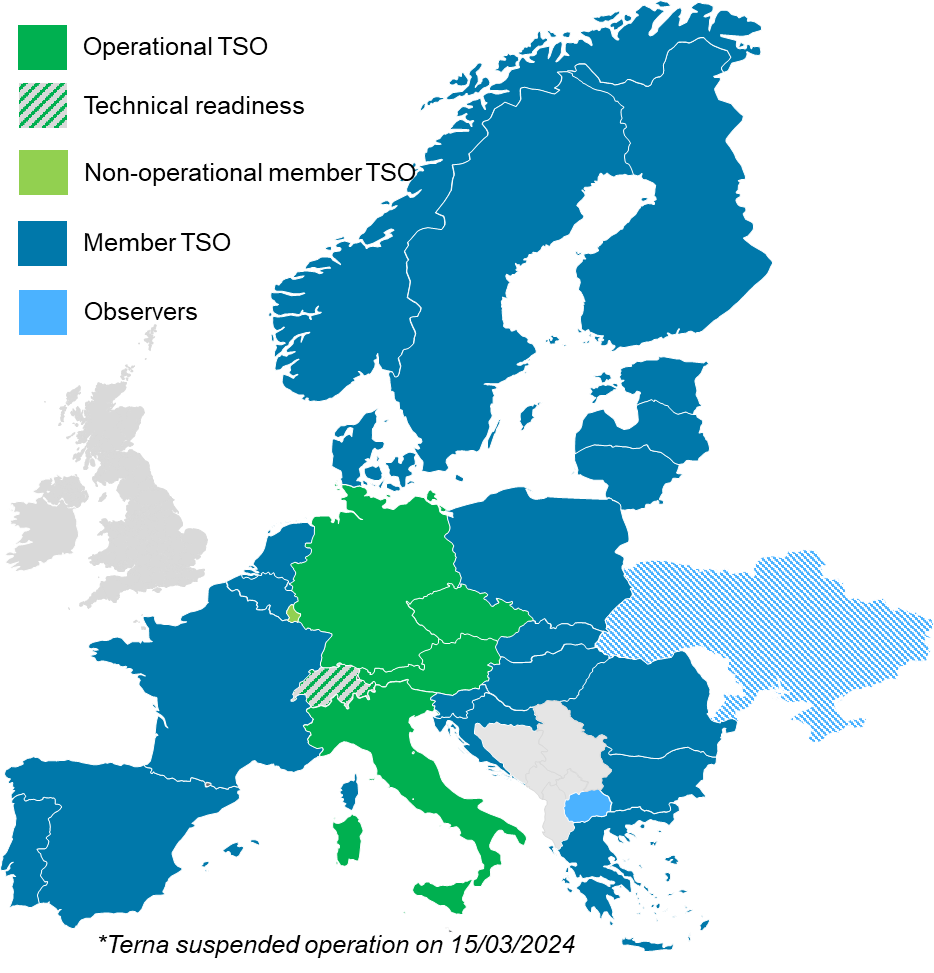 Operational TSO
Technical readiness
Non-operational member TSO
Member TSO
Observers
*Terna suspended operation on 15/03/2024